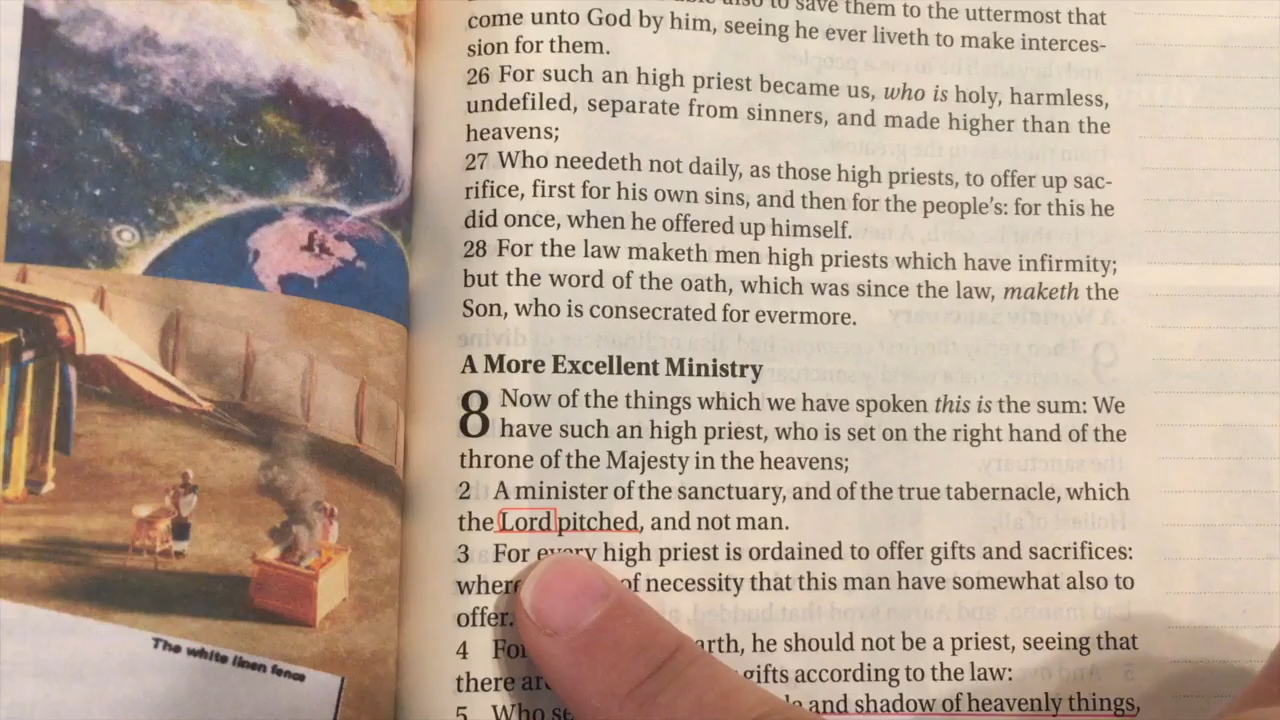 also to save them to the uttermost that
come unto God by him, seeing he ever liveth to make interces-
sion for them.
26 For such an high priest became us, who is holy, harmless,
undefiled, separate from sinners, and made higher than the
heavens;
27 Who needeth not daily, as those high priests, to offer up sac-
rifice, first for his own sins, and then for the people's: for this he
did once, when he offered up himself.
28 For the law maketh men high priests which have infirmity;
but the word of the oath, which was since the law, maketh the
Son, who is consecrated for evermore.
A More Excellent Ministry
8 Now of the things which we have spoken this is the sum: We
have such an high priest, who is set on the right hand of the
throne of the Majesty in the heavens;
2 A minister of the sanctuary, and of the true tabernacle, which
the Lord pitched, and not man.
3 For every high priest is ordained to offer gifts and sacrifices:
of necessity that this man have somewhat also to
offer.
4 he should not be a priest, seeing that
there gifts according to the law:
5 Who and shadow of heavenly things,
The white linen fence